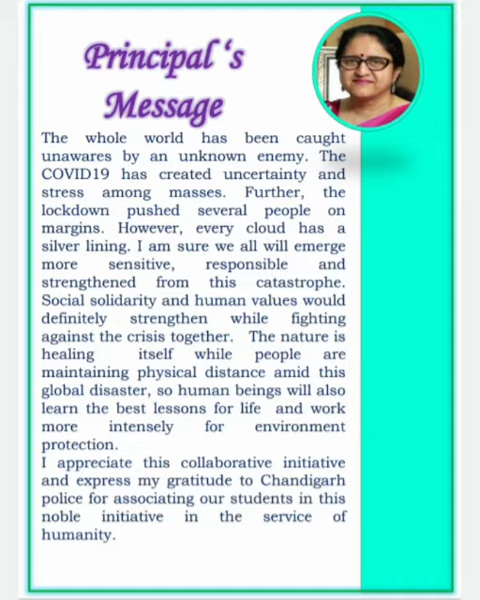 Principal ‘s
Message
The whole world has been caught
unawares by an unknown enemy. The
COVID19 has created uncertainty and
stress among masses. Further, the
lockdown pushed several people on
margins. However, every cloud has a
silver lining. I am sure we all will emerge
more sensitive, responsible and
strengthened from this catastrophe.
Social solidarity and human values would
definitely strengthen while fighting
against the crisis together. The nature is
healing itself while people are
maintaining physical distance amid this
global disaster, so human beings will also
learn the best lessons for life and work
more intensely for environment
protection.
I appreciate this collaborative initiative
and express my gratitude to Chandigarh
police for associating our students in this
noble initiative in the service of
humanity.